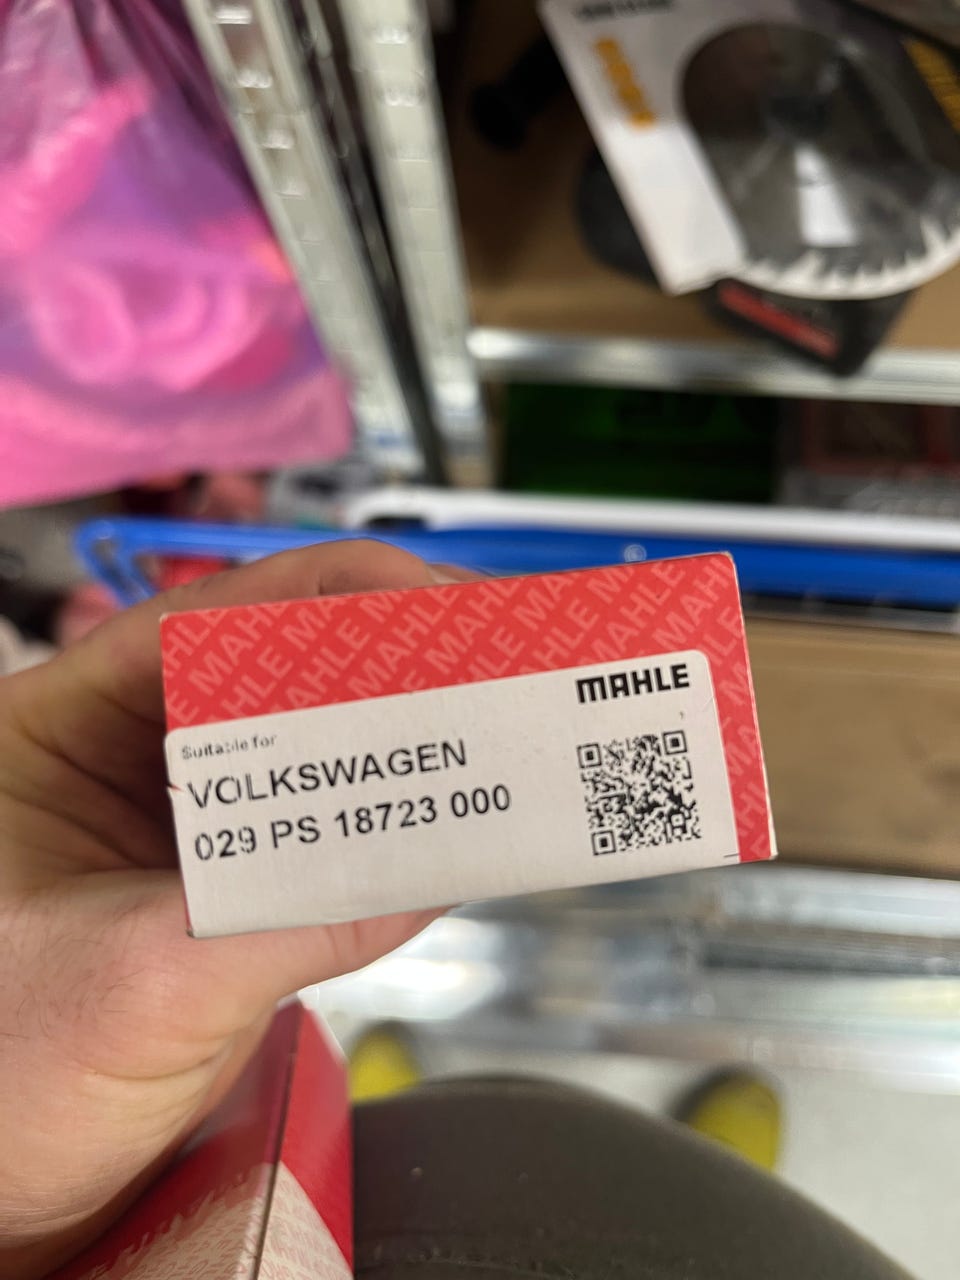 MAHLE
Suitable for
VOLKSWAGEN
029 PS 18723 000